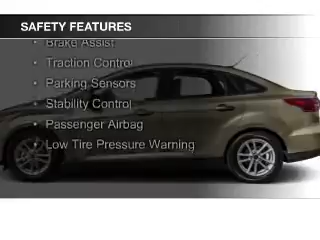 SAFETY FEATURES
• Brake Assist
• Traction Control
• Parking Sensors
• Stability Control
• Passenger Airbag
• Low Tire Pressure Warning